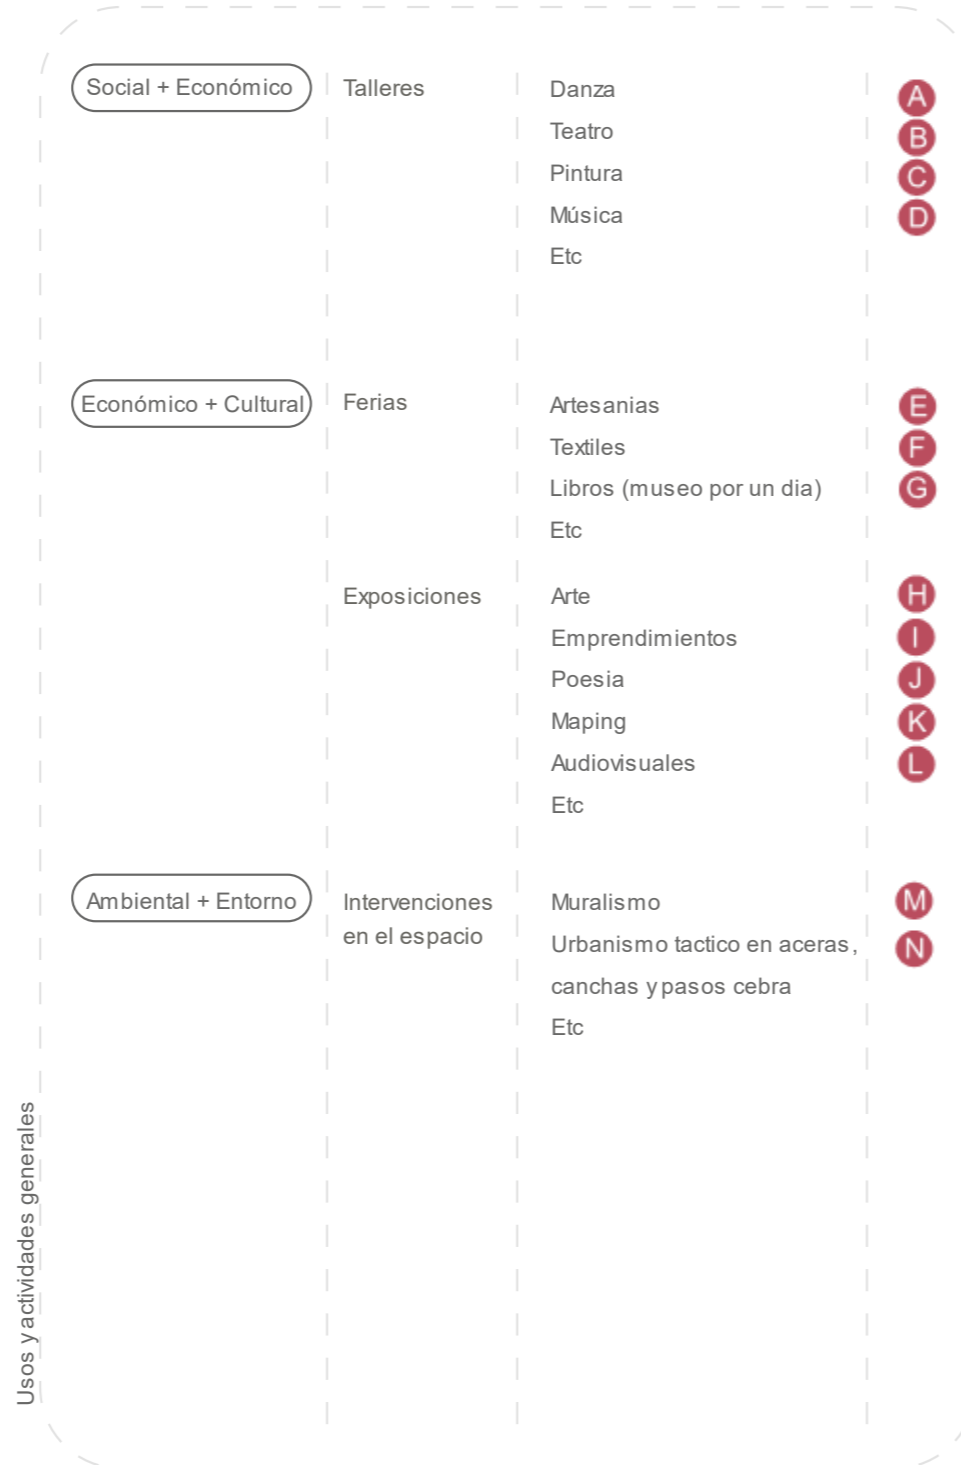 Social + Económico
Talleres
Danza
A
Teatro
B
Pintura
C
Música
D
Etc
Económico + Cultural
Ferias
Artesanias
E
Textiles
F
Libros (museo por un dia)
G
Etc
Exposiciones
Arte
H
Emprendimientos
I
Poesia
J
Maping
K
Audiovisuales
L
Etc
Ambiental + Entorno
Intervenciones
en el espacio
Muralismo
M
Urbanismo tactico en aceras,
canchas y pasos cebra
N
Etc
Usos y actividades generales